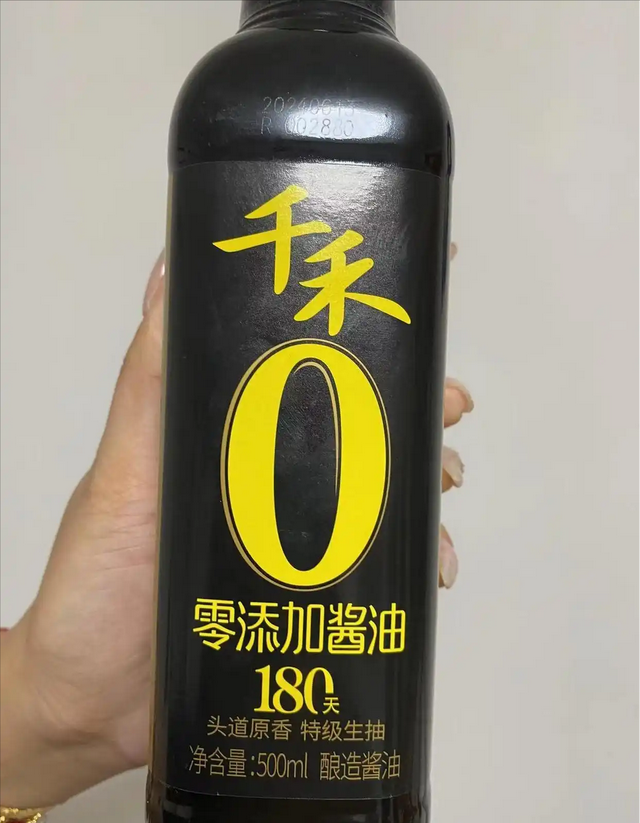 千禾
0
零添加酱油
180天
头道原香 特级生抽
净含量:500ml 酿造酱油